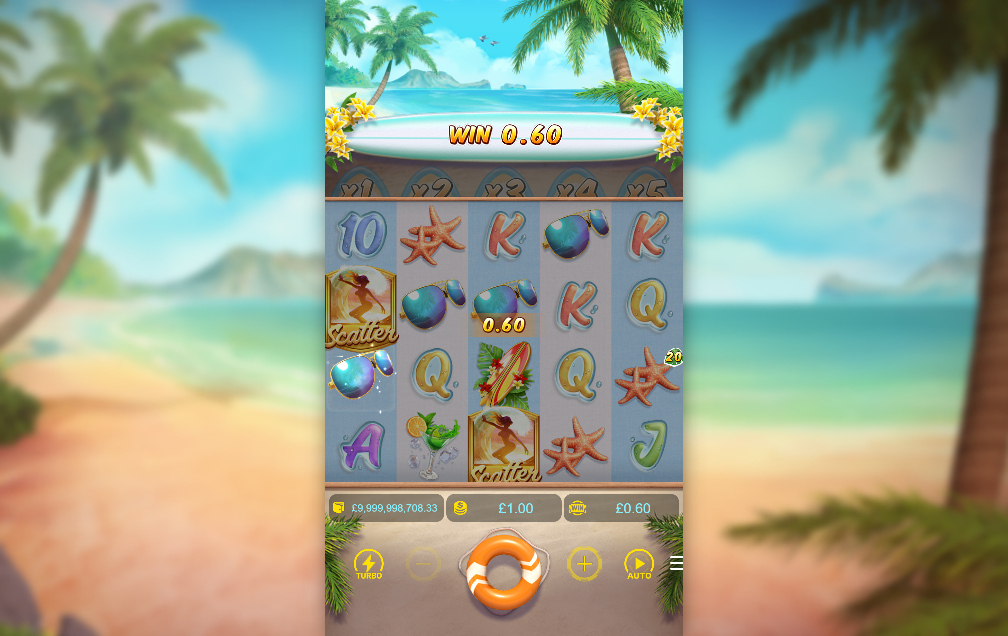 WIN 0.60
x1 x2 x3 x4 x5
10 K K
Scatter K Q
0.60
Q Q 20
A Scatter J
£9,999,998,708.33 £1.00 WIN £0.60
TURBO AUTO